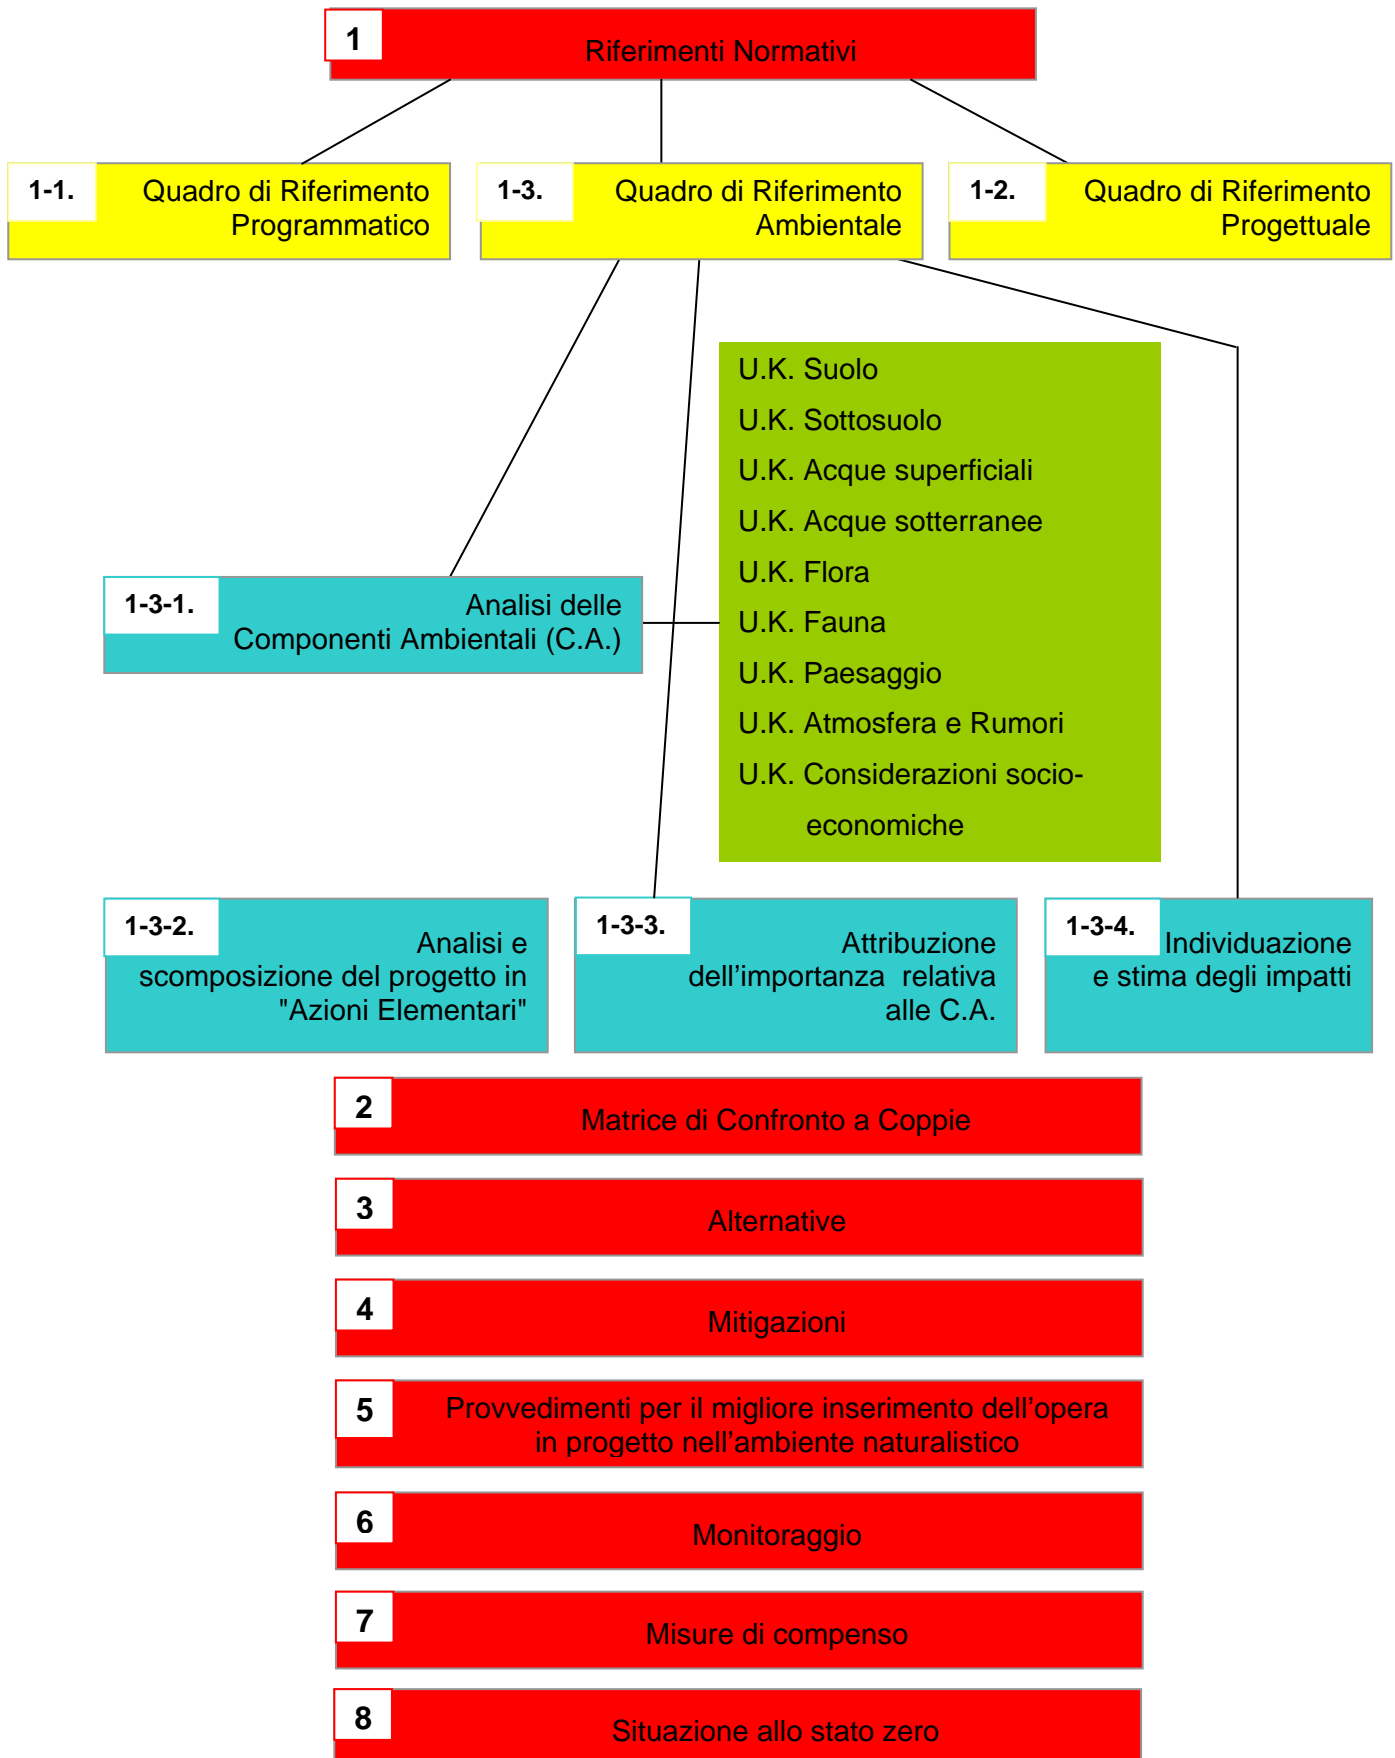 1
Riferimenti Normativi
1-1.
Quadro di Riferimento
Programmatico
1-3.
Quadro di Riferimento
Ambientale
1-2.
Quadro di Riferimento
Progettuale
U.K. Suolo
U.K. Sottosuolo
U.K. Acque superficiali
U.K. Acque sotterranee
U.K. Flora
U.K. Fauna
U.K. Paesaggio
U.K. Atmosfera e Rumori
U.K. Considerazioni socio-
economiche
1-3-1.
Analisi delle
Componenti Ambientali (C.A.)
1-3-2.
Analisi e
scomposizione del progetto in
"Azioni Elementari"
1-3-3.
Attribuzione
dell’importanza relativa
alle C.A.
1-3-4.
Individuazione
e stima degli impatti
2
Matrice di Confronto a Coppie
3
Alternative
4
Mitigazioni
5
Provvedimenti per il migliore inserimento dell’opera
in progetto nell’ambiente naturalistico
6
Monitoraggio
7
Misure di compenso
8
Situazione allo stato zero